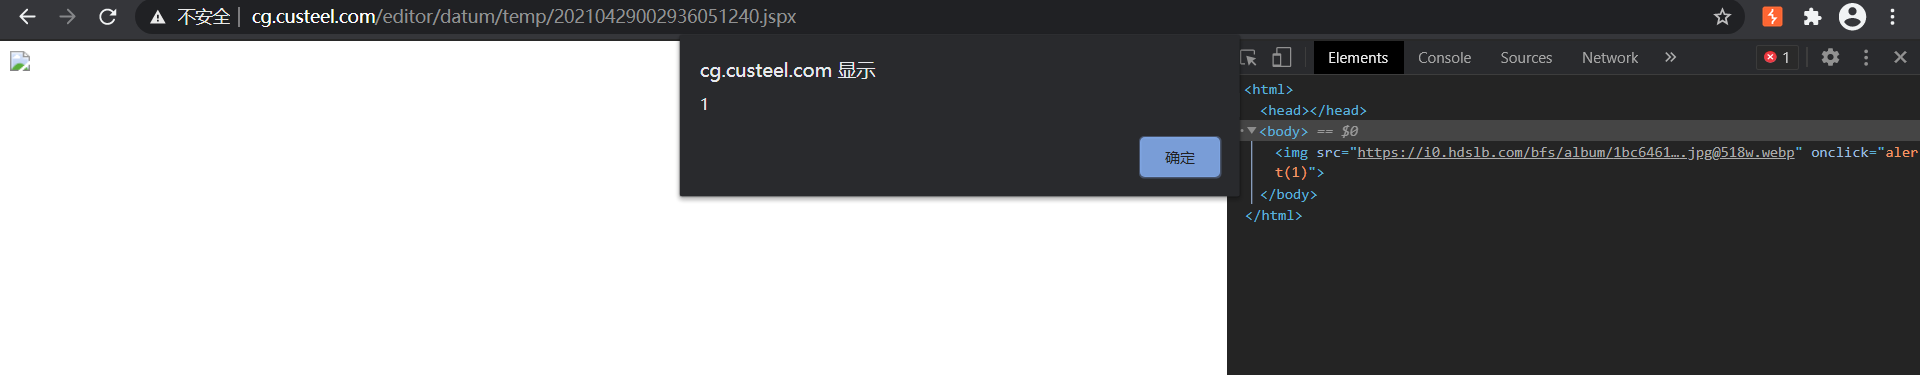 不安全 | cg.custeel.com/editor/datum/temp/20210429002936051240.jspx
cg.custeel.com 显示
1
确定
Elements Console Sources Network » 1
<html>
<head></head>
<body> == $0
<img src="https://i0.hdslb.com/bfs/album/1bc6461….jpg@518w.webp" onclick="aler
t(1)">
</body>
</html>